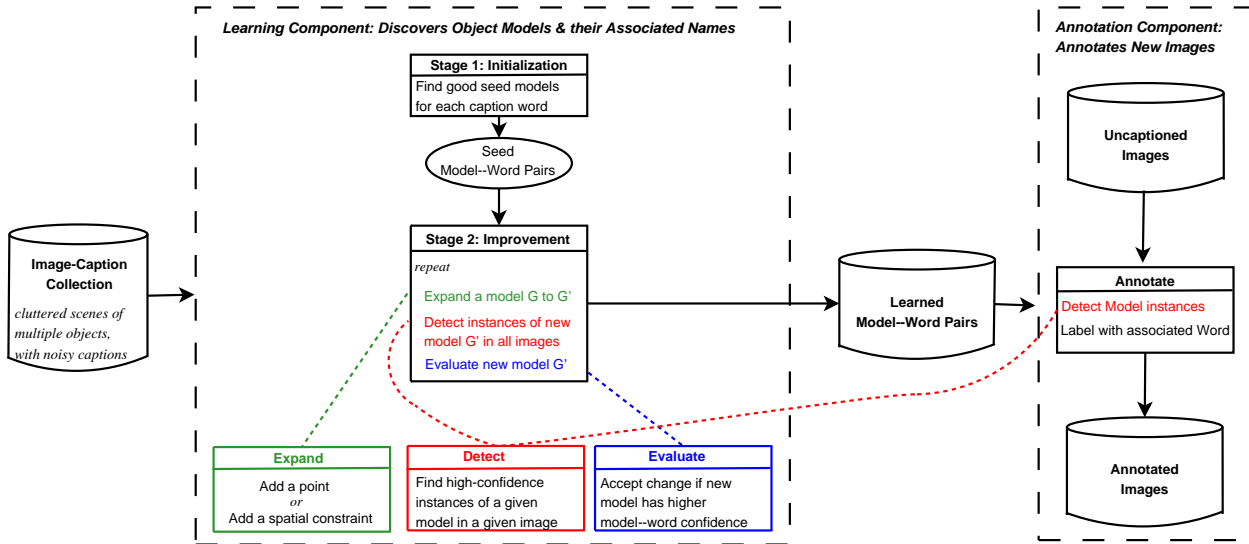 Learning Component: Discovers Object Models & their Associated Names
Stage 1: Initialization
Find good seed models
for each caption word
Seed
Model--Word Pairs
Image-Caption
Collection
cluttered scenes of
multiple objects,
with noisy captions
Stage 2: Improvement
repeat
Expand a model G to G’
Detect instances of new
model G’ in all images
Evaluate new model G’
Expand
Add a point
or
Add a spatial constraint
Detect
Find high-confidence
instances of a given
model in a given image
Evaluate
Accept change if new
model has higher
model--word confidence
Learned
Model--Word Pairs
Annotation Component:
Annotates New Images
Uncaptioned
Images
Annotate
Detect Model instances
Label with associated Word
Annotated
Images